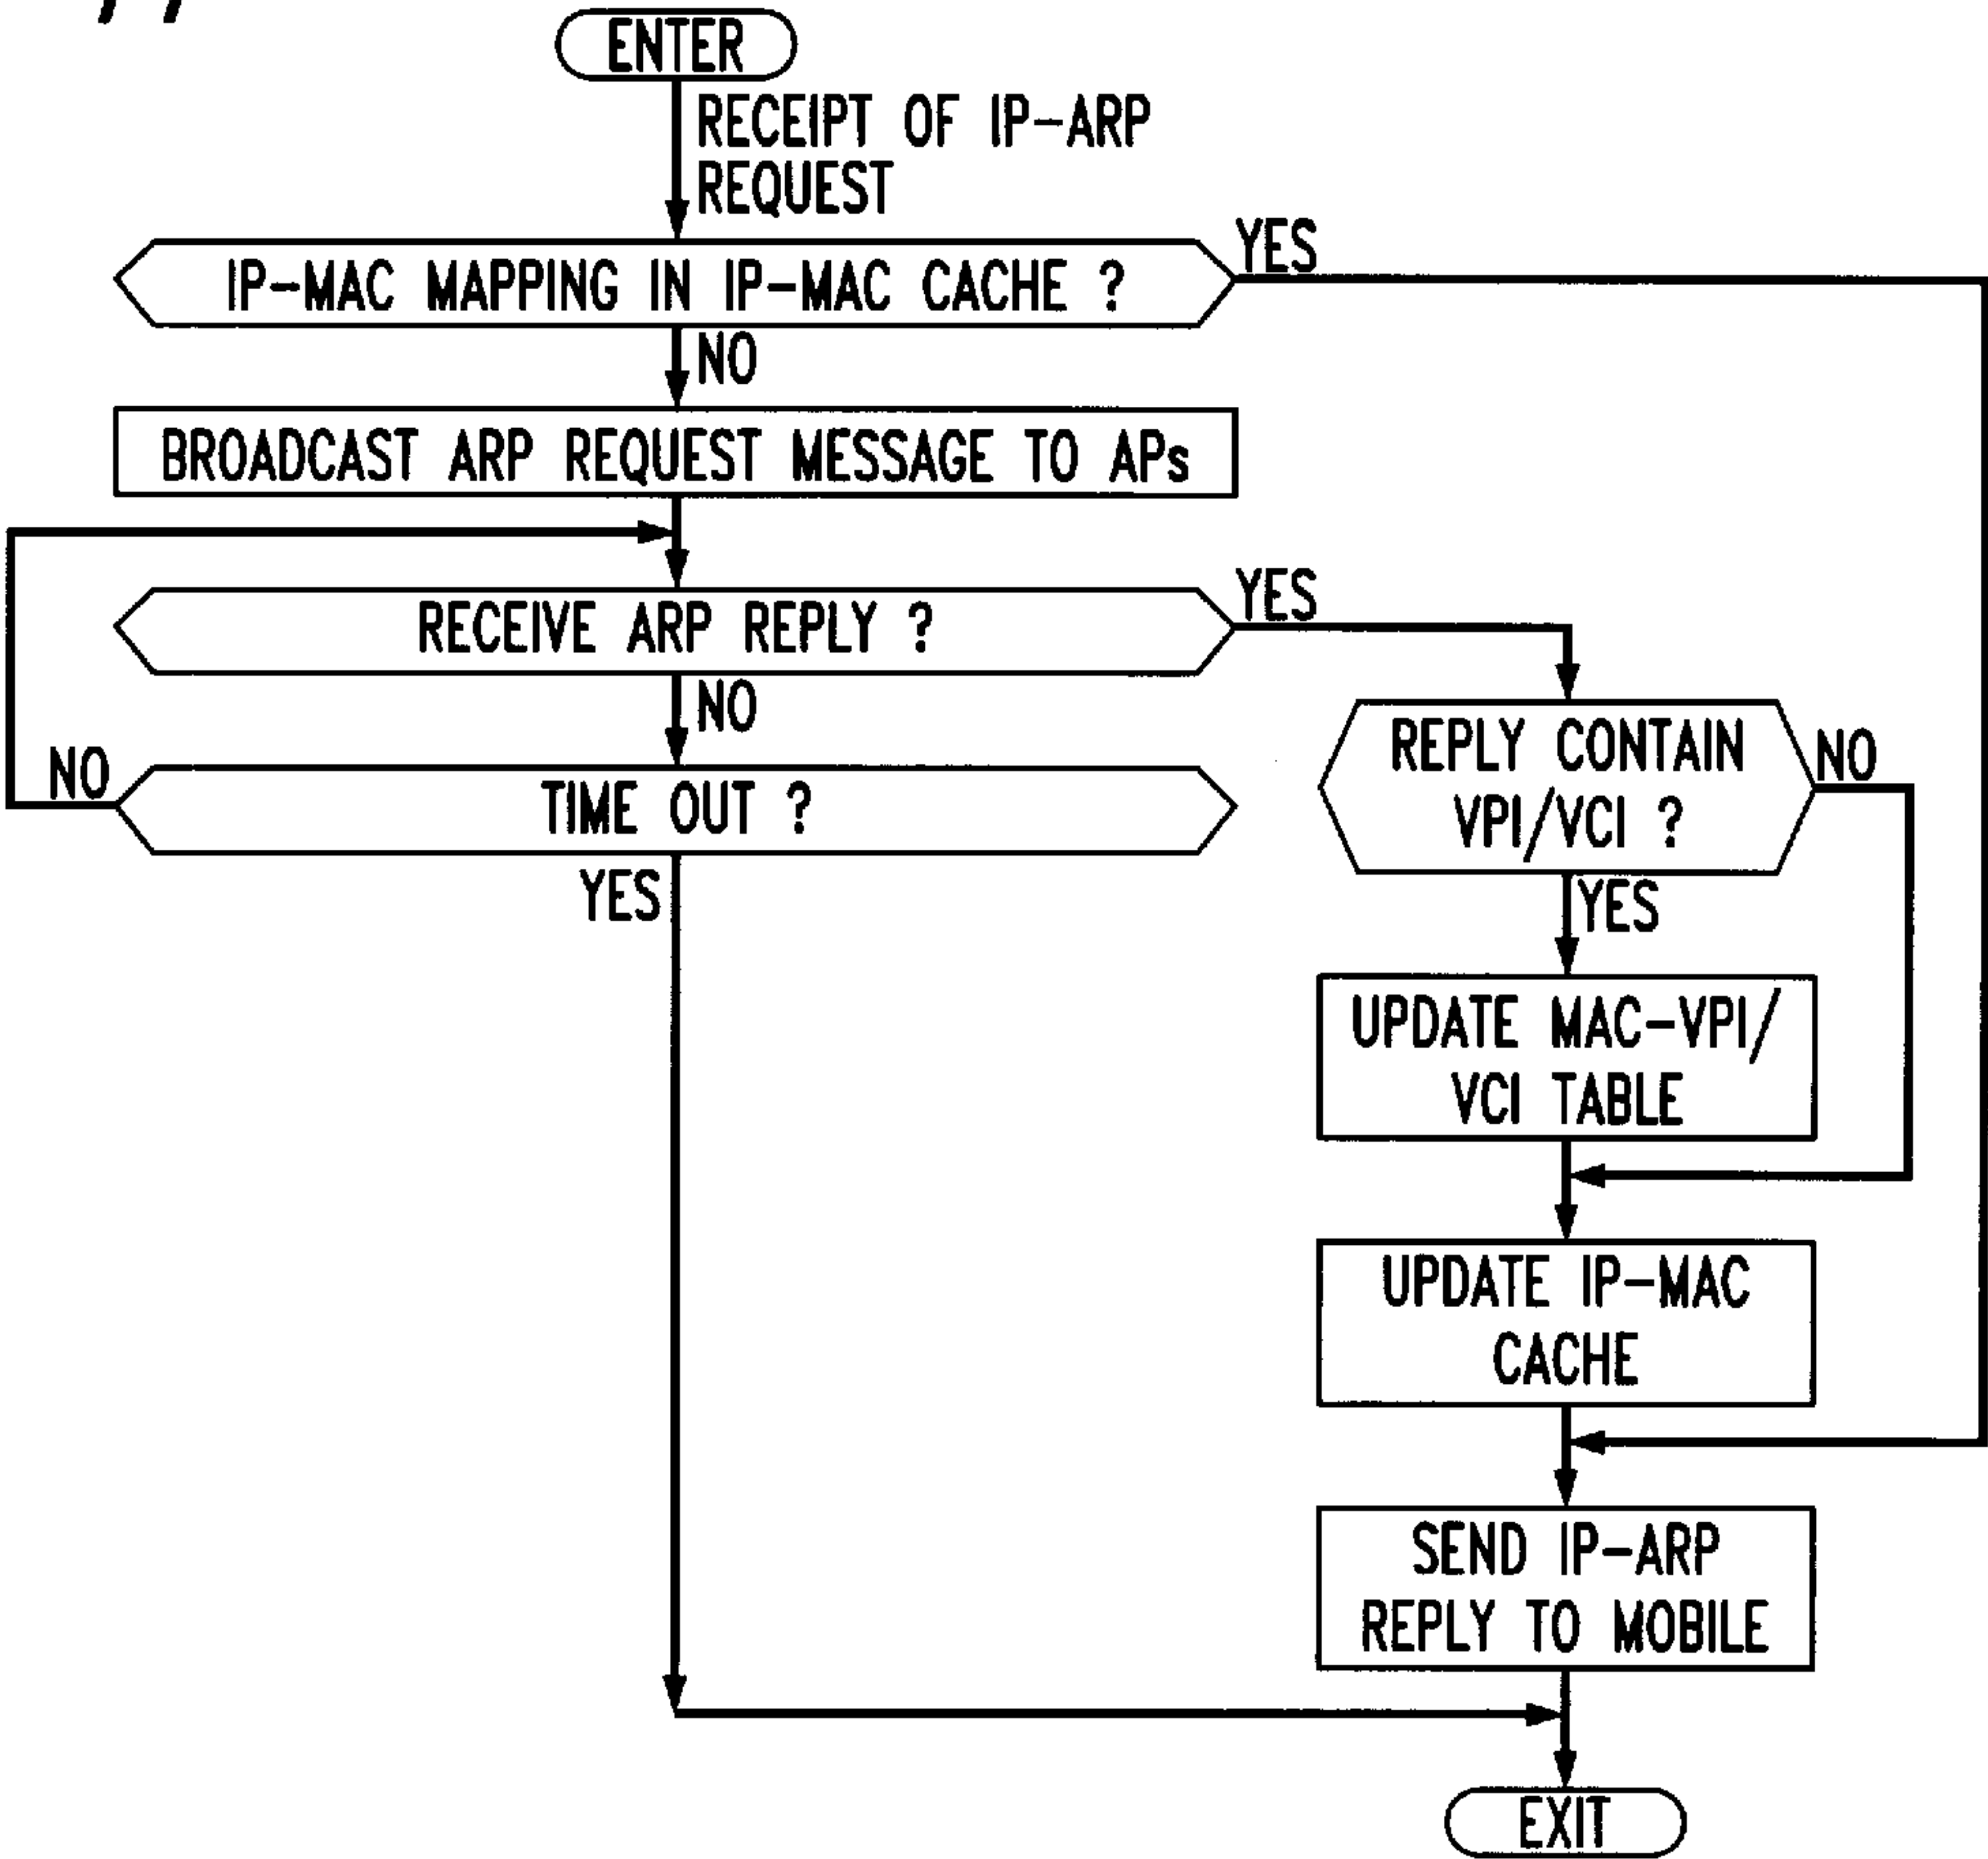 ENTER
RECEIPT OF IP-ARP
REQUEST
IP-MAC MAPPING IN IP-MAC CACHE ?
YES
NO
BROADCAST ARP REQUEST MESSAGE TO APs
RECEIVE ARP REPLY ?
YES
NO
REPLY CONTAIN
VPI/VCI ?
NO
NO
TIME OUT ?
YES
YES
UPDATE MAC-VPI/
VCI TABLE
UPDATE IP-MAC
CACHE
SEND IP-ARP
REPLY TO MOBILE
EXIT